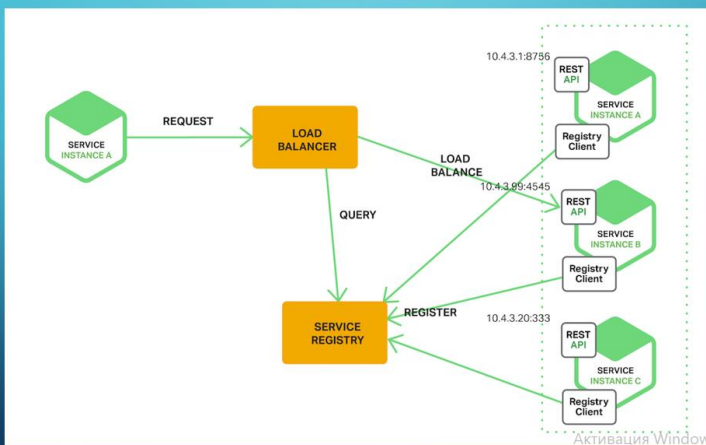 SERVICE
INSTANCE A
REQUEST
LOAD
BALANCER
LOAD
BALANCE
QUERY
SERVICE
REGISTRY
REGISTER
10.4.3.1:8756
REST
API
SERVICE
INSTANCE A
Registry
Client
10.4.3.99:4545
REST
API
SERVICE
INSTANCE B
Registry
Client
10.4.3.20:333
REST
API
SERVICE
INSTANCE C
Registry
Client
Активация Window